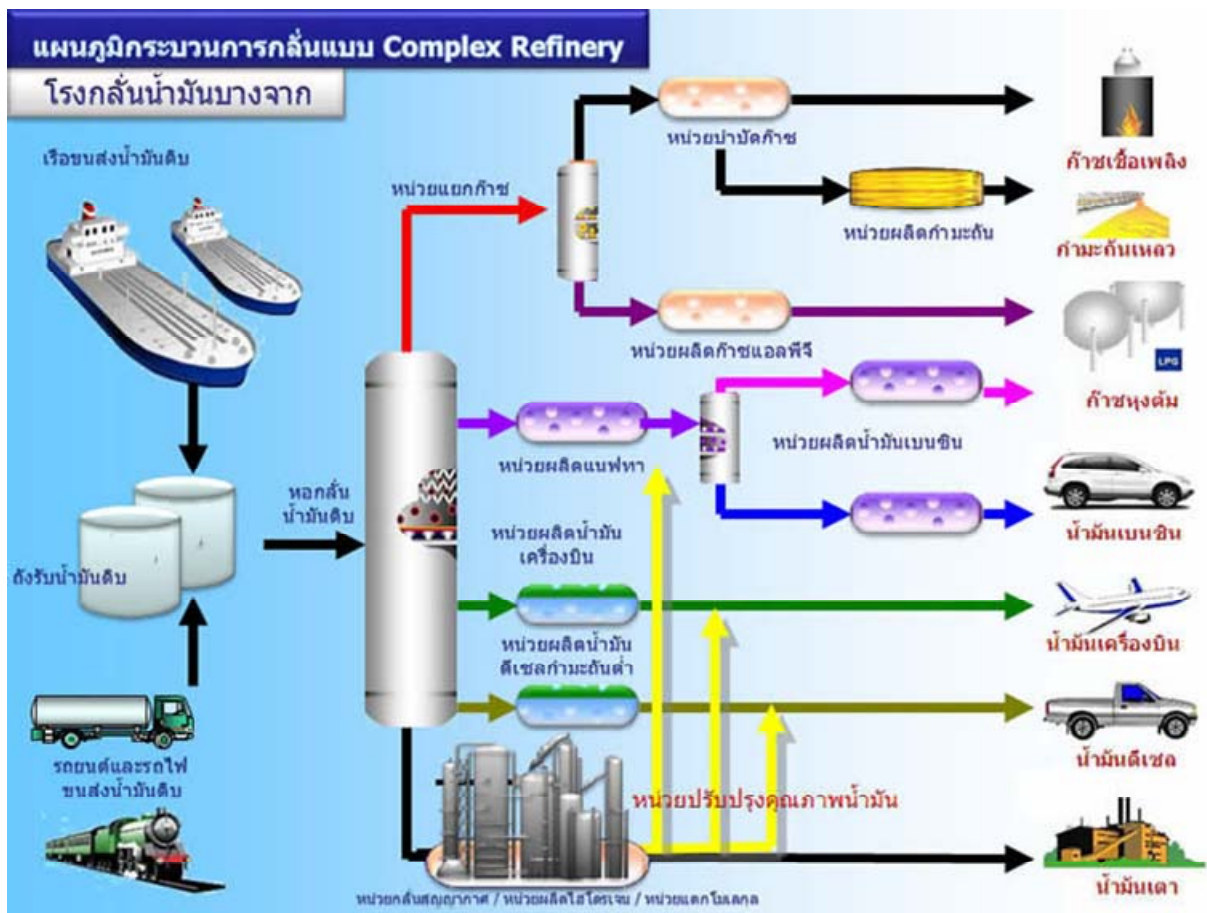 แผนภูมิกระบวนการกลั่นแบบ Complex Refinery
โรงกลั่นน้ำมันบางจาก
เรือขนส่งน้ำมันดิบ
หน่วยบำบัดก๊าซ
ก๊าซเชื้อเพลิง
หน่วยแยกก๊าซ
หน่วยผลิตกำมะถัน
กำมะถันเหลว
หน่วยผลิตก๊าซแอลพีจี
LPG
ก๊าซหุงต้ม
หน่วยผลิตแนฟทา
หน่วยผลิตน้ำมันเบนซิน
หอกลั่น
น้ำมันดิบ
น้ำมันเบนซิน
หน่วยผลิตน้ำมัน
เครื่องบิน
ถังรับน้ำมันดิบ
น้ำมันเครื่องบิน
หน่วยผลิตน้ำมัน
ดีเซลกำมะถันต่ำ
น้ำมันดีเซล
รถยนต์และรถไฟ
ขนส่งน้ำมันดิบ
หน่วยปรับปรุงคุณภาพน้ำมัน
น้ำมันเตา
หน่วยกลั่นสุญญากาศ / หน่วยผลิตไฮโดรเจน / หน่วยแตกโมเลกุล